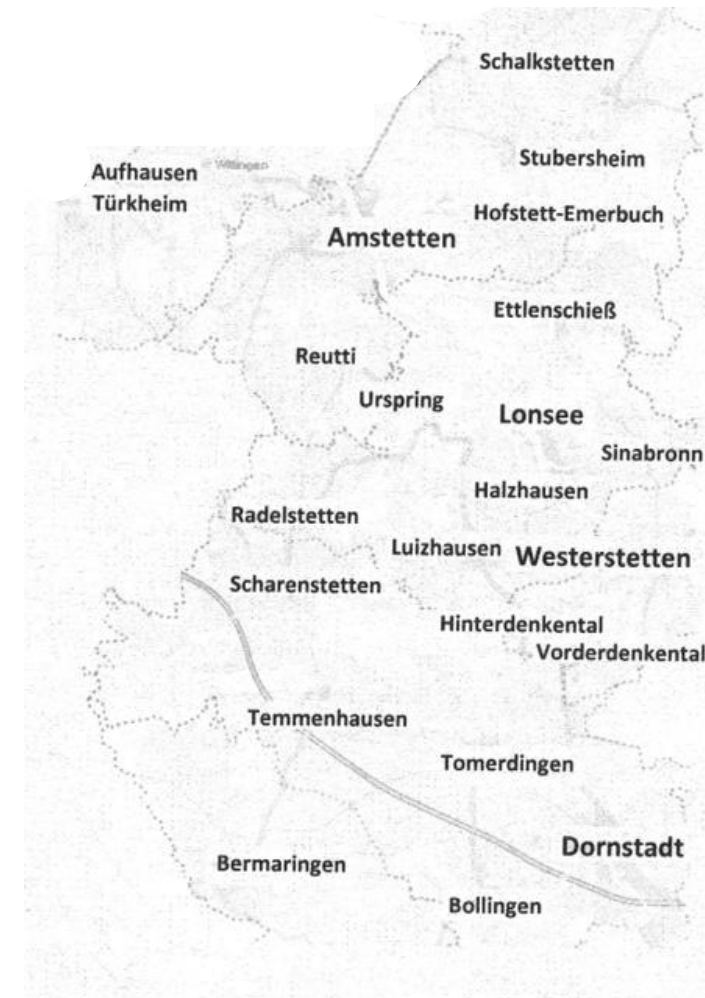 Schalkstetten
Stubersheim
Wittingen
Aufhausen
Türkheim
Hofstett-Emerbuch
Amstetten
Ettlenschieß
Reutti
Urspring
Lonsee
Sinabronn
Halzhausen
Radelstetten
Luizhausen
Westerstetten
Scharenstetten
Hinterdenkental
Vorderdenkental
Temmenhausen
Tomerdingen
Dornstadt
Bermaringen
Bollingen